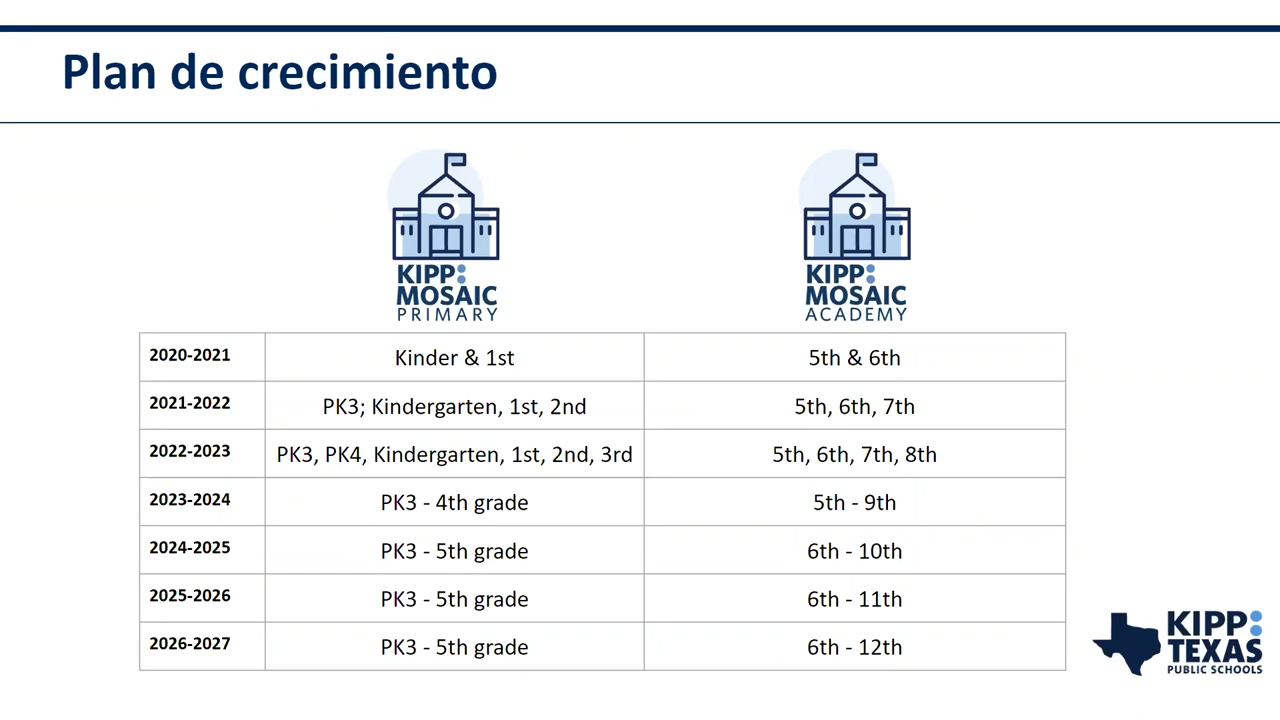 Plan de crecimiento
KIPP:
MOSAIC
PRIMARY
KIPP:
MOSAIC
ACADEMY
2020-2021 Kinder & 1st 5th & 6th
2021-2022 PK3; Kindergarten, 1st, 2nd 5th, 6th, 7th
2022-2023 PK3, PK4, Kindergarten, 1st, 2nd, 3rd 5th, 6th, 7th, 8th
2023-2024 PK3 - 4th grade 5th - 9th
2024-2025 PK3 - 5th grade 6th - 10th
2025-2026 PK3 - 5th grade 6th - 11th
2026-2027 PK3 - 5th grade 6th - 12th
KIPP:
TEXAS
PUBLIC SCHOOLS